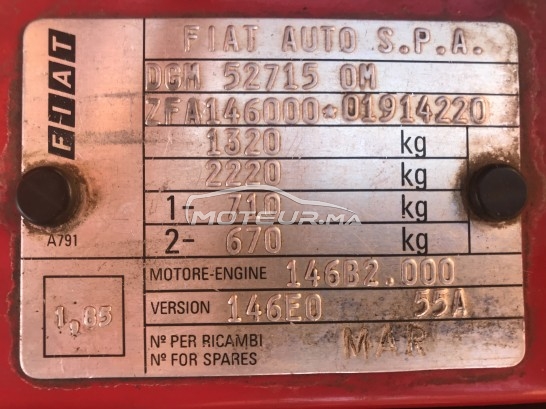 FIAT
FIAT AUTO S.P.A.
DGM 52715 OM
ZFA146000*01914220
1320 kg
2220 kg
1- 710 kg
MOTEUR.MA
2- 670 kg
A791
MOTORE-ENGINE 146B2.000
VERSION 146E0 55A
1,85
Nº PER RICAMBI
Nº FOR SPARES MAR